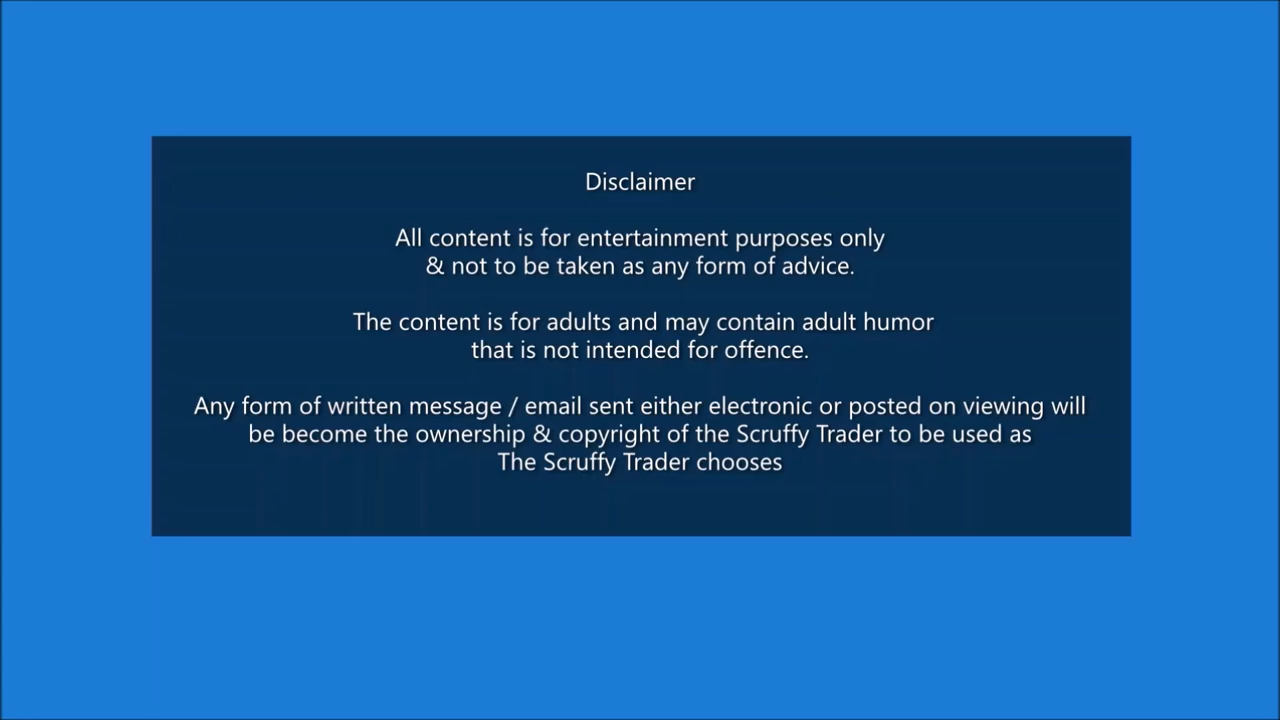 Disclaimer
All content is for entertainment purposes only
& not to be taken as any form of advice.
The content is for adults and may contain adult humor
that is not intended for offence.
Any form of written message / email sent either electronic or posted on viewing will
be become the ownership & copyright of the Scruffy Trader to be used as
The Scruffy Trader chooses